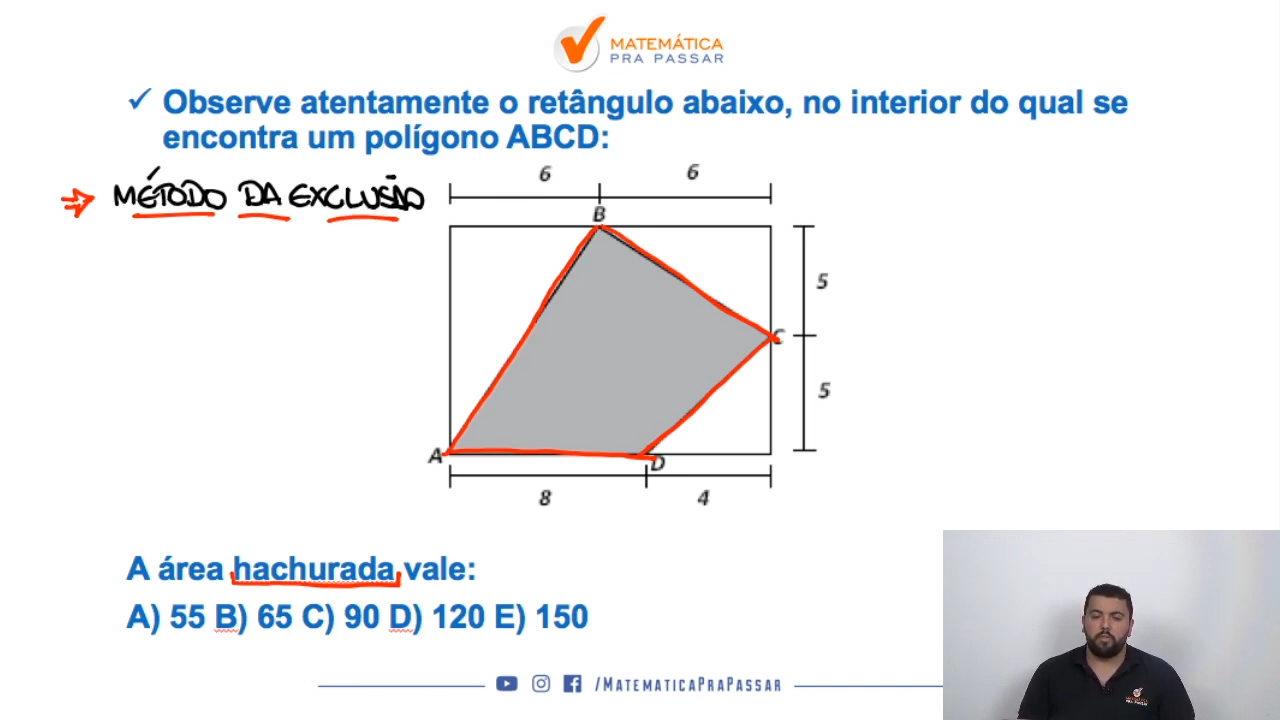 MATEMÁTICA
PRA PASSAR
✓ Observe atentamente o retângulo abaixo, no interior do qual se
encontra um polígono ABCD:
MÉTODO DA EXCLUSÃO
6 6
B
5
C
5
A D
8 4
A área hachurada vale:
A) 55 B) 65 C) 90 D) 120 E) 150
/MATEMATICAPRAPASSAR